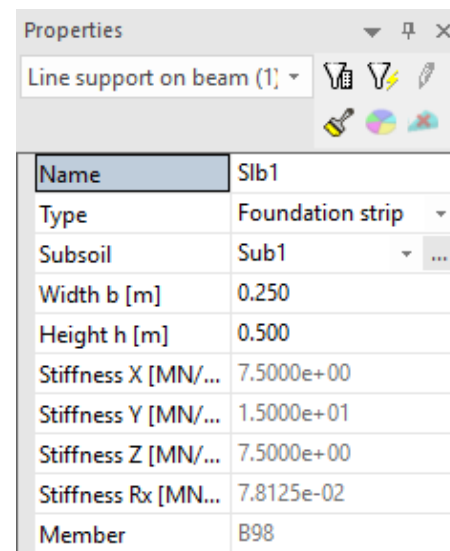 Properties
Line support on beam (1)
Name Slb1
Type Foundation strip
Subsoil Sub1 ...
Width b [m] 0.250
Height h [m] 0.500
Stiffness X [MN/... 7.5000e+00
Stiffness Y [MN/... 1.5000e+01
Stiffness Z [MN/... 7.5000e+00
Stiffness Rx [MN... 7.8125e-02
Member B98